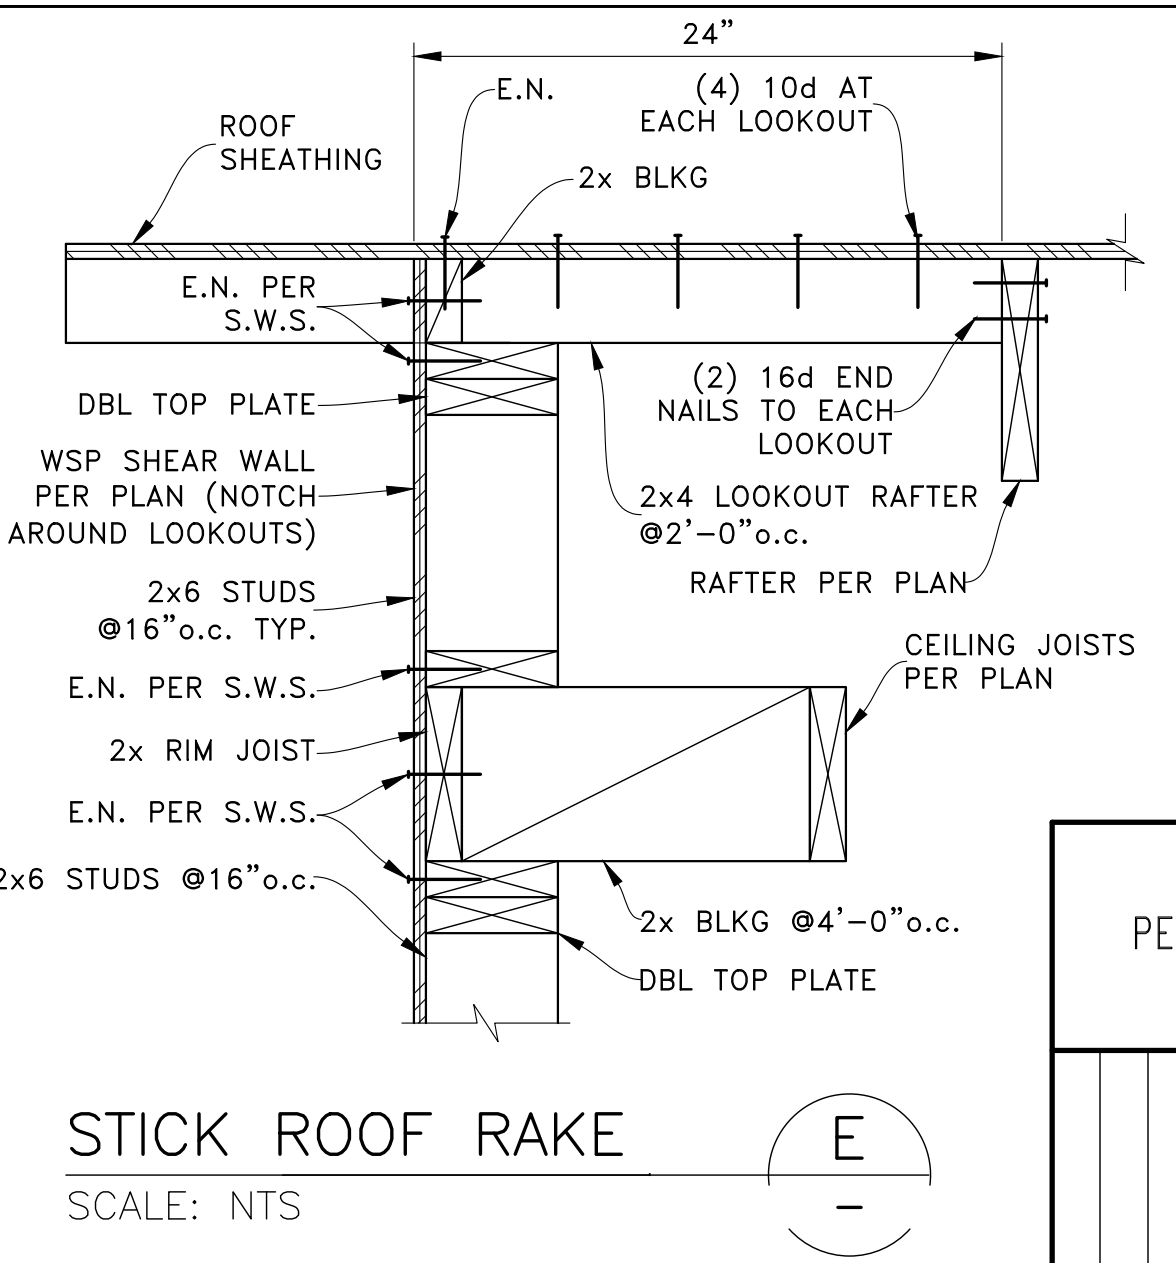 24"
E.N.
(4) 10d AT
EACH LOOKOUT
ROOF
SHEATHING
2x BLKG
E.N. PER
S.W.S.
DBL TOP PLATE
(2) 16d END
NAILS TO EACH
LOOKOUT
WSP SHEAR WALL
PER PLAN (NOTCH
AROUND LOOKOUTS)
2x4 LOOKOUT RAFTER
@2'-0"o.c.
RAFTER PER PLAN
2x6 STUDS
@16"o.c. TYP.
CEILING JOISTS
PER PLAN
E.N. PER S.W.S.
2x RIM JOIST
E.N. PER S.W.S.
2x6 STUDS @16"o.c.
2x BLKG @4'-0"o.c.
DBL TOP PLATE
PE
STICK ROOF RAKE
SCALE: NTS
E
-